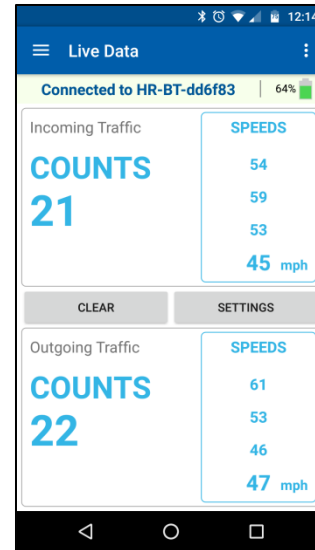 12:14
Live Data
Connected to HR-BT-dd6f83 64%
Incoming Traffic
COUNTS
21
SPEEDS
54
59
53
45 mph
CLEAR SETTINGS
Outgoing Traffic
COUNTS
22
SPEEDS
61
53
46
47 mph